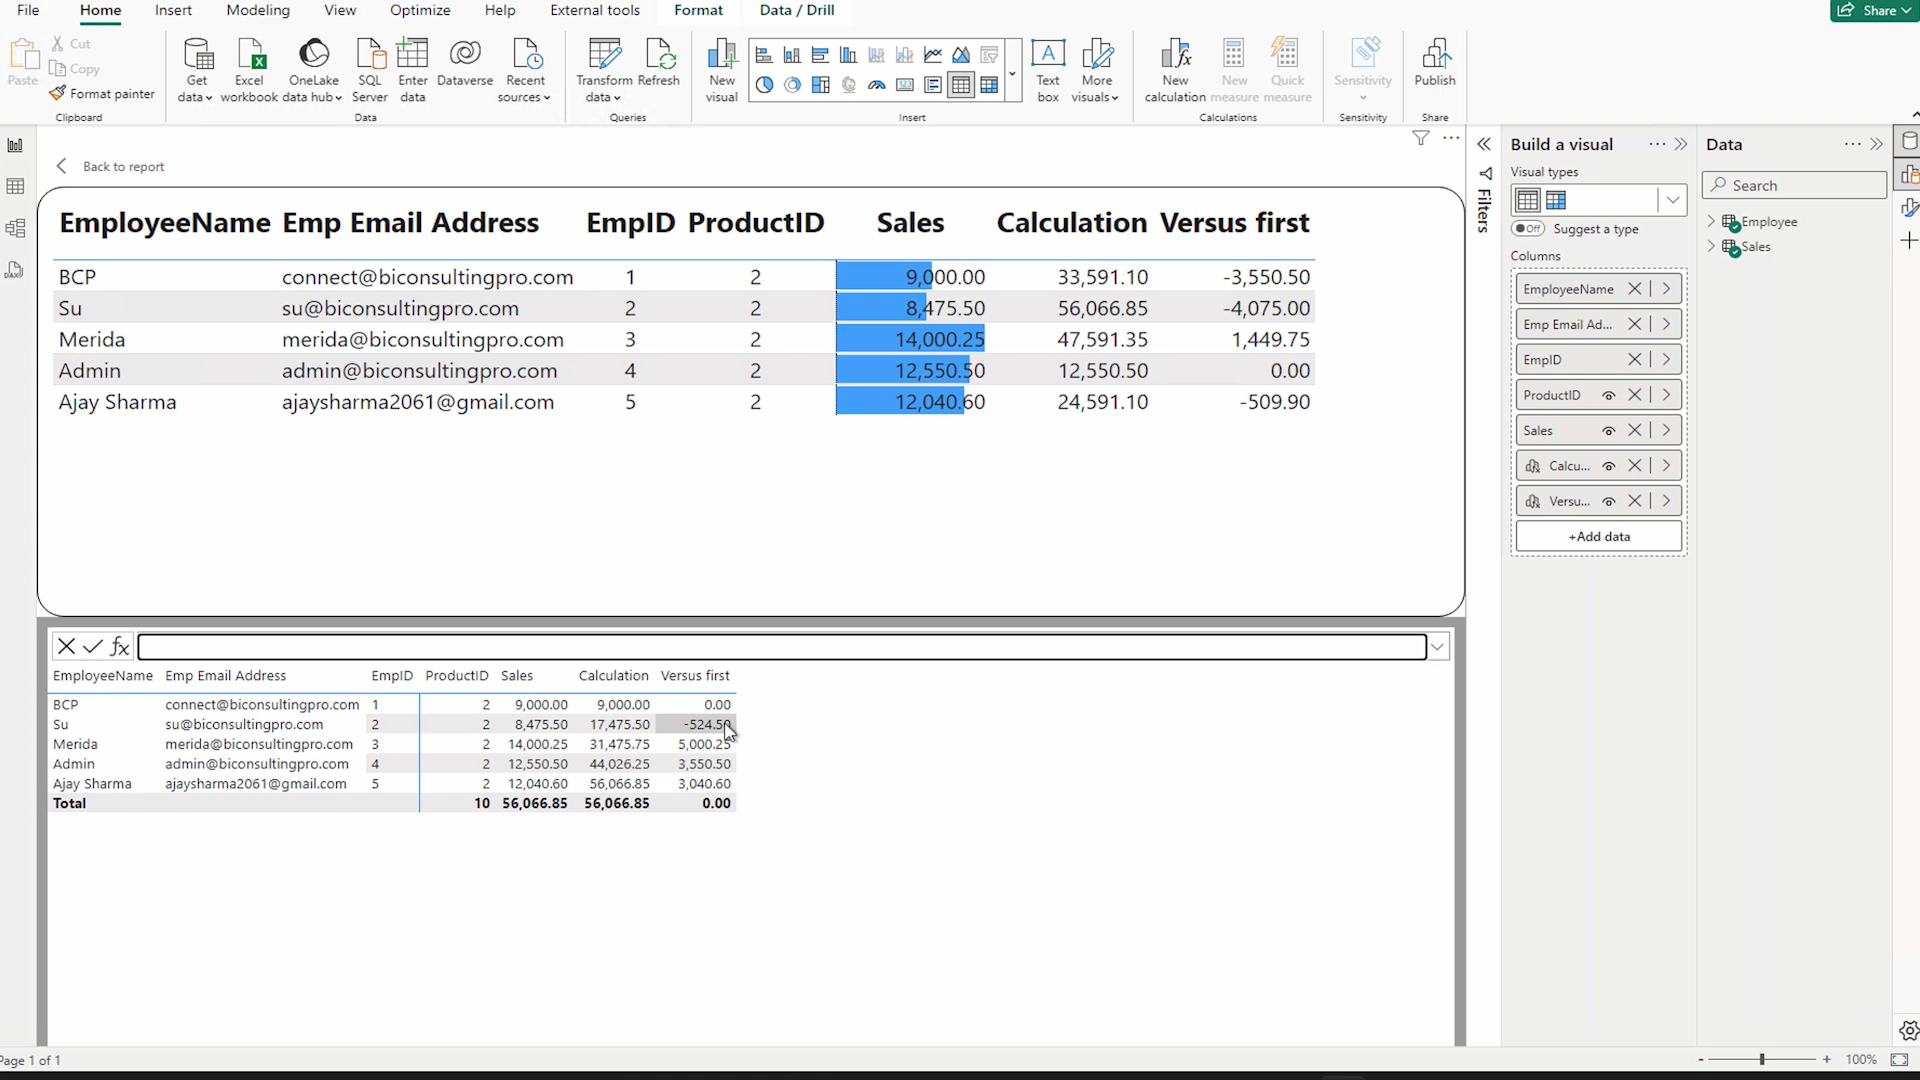 File Home Insert Modeling View Optimize Help External tools Format Data / Drill Share
Paste Cut Copy Format painter Clipboard
Get data Excel workbook OneLake data hub SQL Server Enter data Dataverse Recent sources Data
Transform data Refresh Queries
New visual Text box More visuals Insert
New calculation New measure Quick measure Calculations
Sensitivity Sensitivity
Publish Share
Back to report
EmployeeName Emp Email Address EmpID ProductID Sales Calculation Versus first
BCP connect@biconsultingpro.com 1 2 9,000.00 33,591.10 -3,550.50
Su su@biconsultingpro.com 2 2 8,475.50 56,066.85 -4,075.00
Merida merida@biconsultingpro.com 3 2 14,000.25 47,591.35 1,449.75
Admin admin@biconsultingpro.com 4 2 12,550.50 12,550.50 0.00
Ajay Sharma ajaysharma2061@gmail.com 5 2 12,040.60 24,591.10 -509.90
fx
EmployeeName Emp Email Address EmpID ProductID Sales Calculation Versus first
BCP connect@biconsultingpro.com 1 2 9,000.00 9,000.00 0.00
Su su@biconsultingpro.com 2 2 8,475.50 17,475.50 -524.50
Merida merida@biconsultingpro.com 3 2 14,000.25 31,475.75 5,000.25
Admin admin@biconsultingpro.com 4 2 12,550.50 44,026.25 3,550.50
Ajay Sharma ajaysharma2061@gmail.com 5 2 12,040.60 56,066.85 3,040.60
Total 10 56,066.85 56,066.85 0.00
Filters
Build a visual
Visual types
Off Suggest a type
Columns
EmployeeName
Emp Email Ad...
EmpID
ProductID
Sales
Calcu...
Versu...
+Add data
Data
Search
Employee
Sales
Page 1 of 1
- + 100%